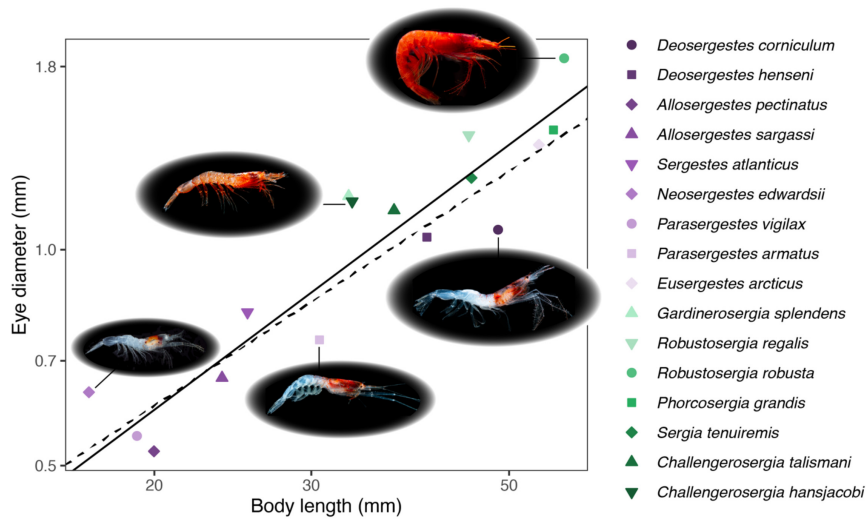 1.8
1.0
0.7
0.5
Eye diameter (mm)
20
30
50
Body length (mm)
Deosergestes corniculum
Deosergestes henseni
Allosergestes pectinatus
Allosergestes sargassi
Sergestes atlanticus
Neosergestes edwardsii
Parasergestes vigilax
Parasergestes armatus
Eusergestes arcticus
Gardinerosergia splendens
Robustosergia regalis
Robustosergia robusta
Phorcosergia grandis
Sergia tenuiremis
Challengerosergia talismani
Challengerosergia hansjacobi